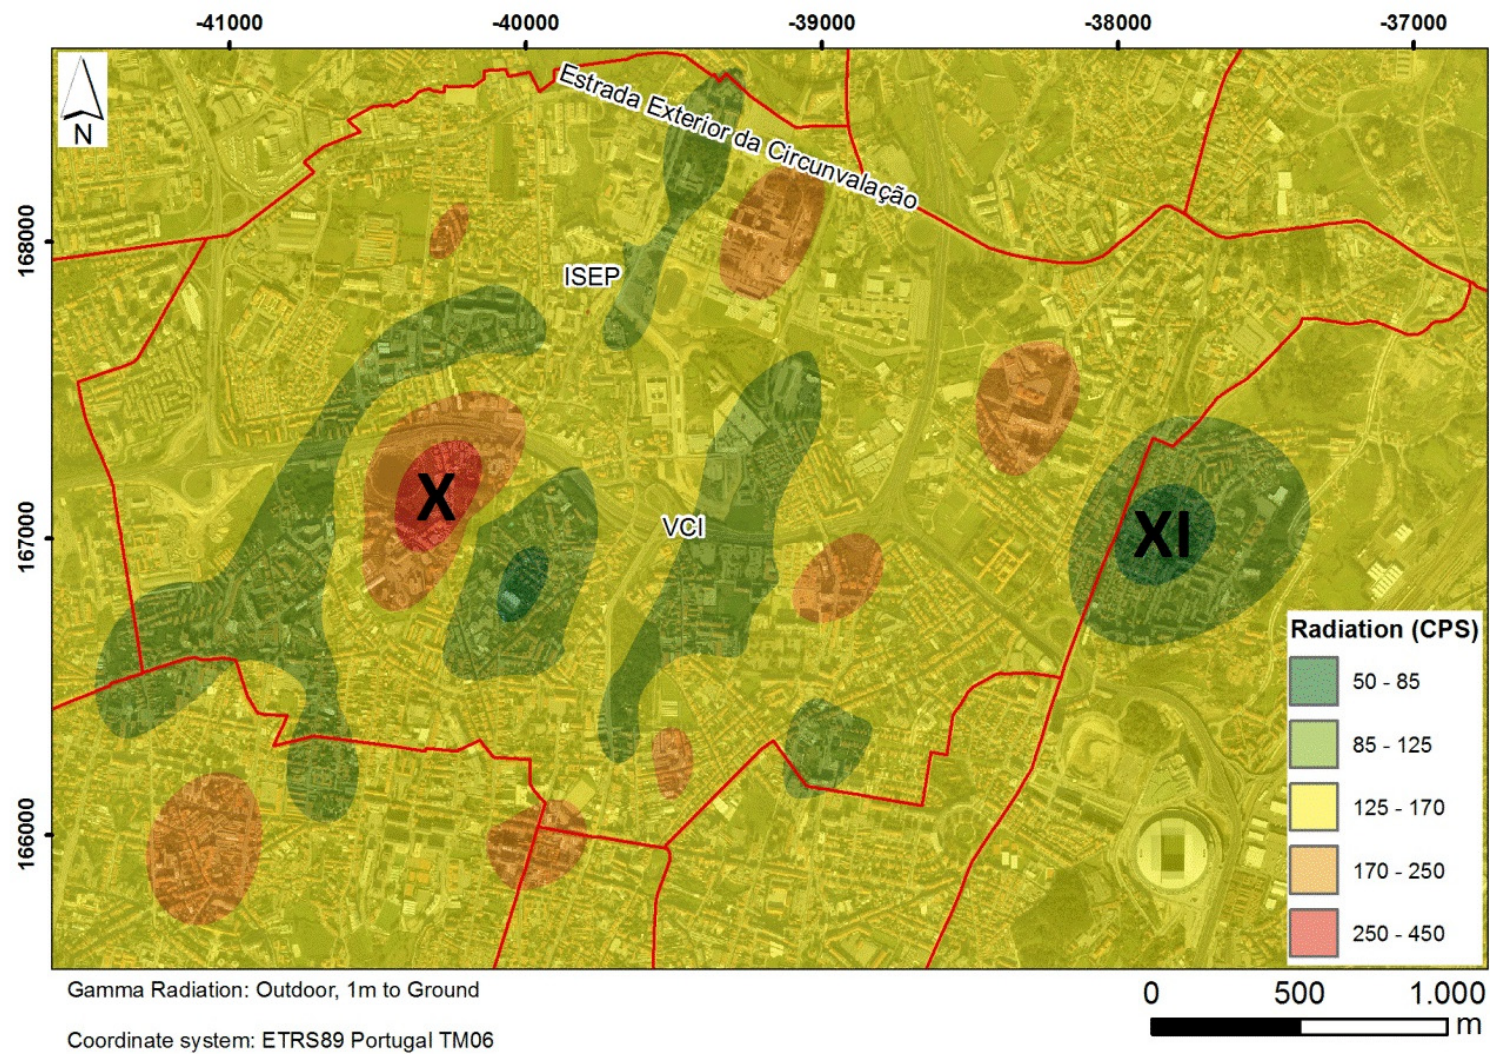 -41000 -40000 -39000 -38000 -37000
N
Estrada Exterior da Circunvalação
168000
ISEP
X
167000
VCI
XI
166000
Radiation (CPS)
50 - 85
85 - 125
125 - 170
170 - 250
250 - 450
Gamma Radiation: Outdoor, 1m to Ground
0 500 1.000
m
Coordinate system: ETRS89 Portugal TM06